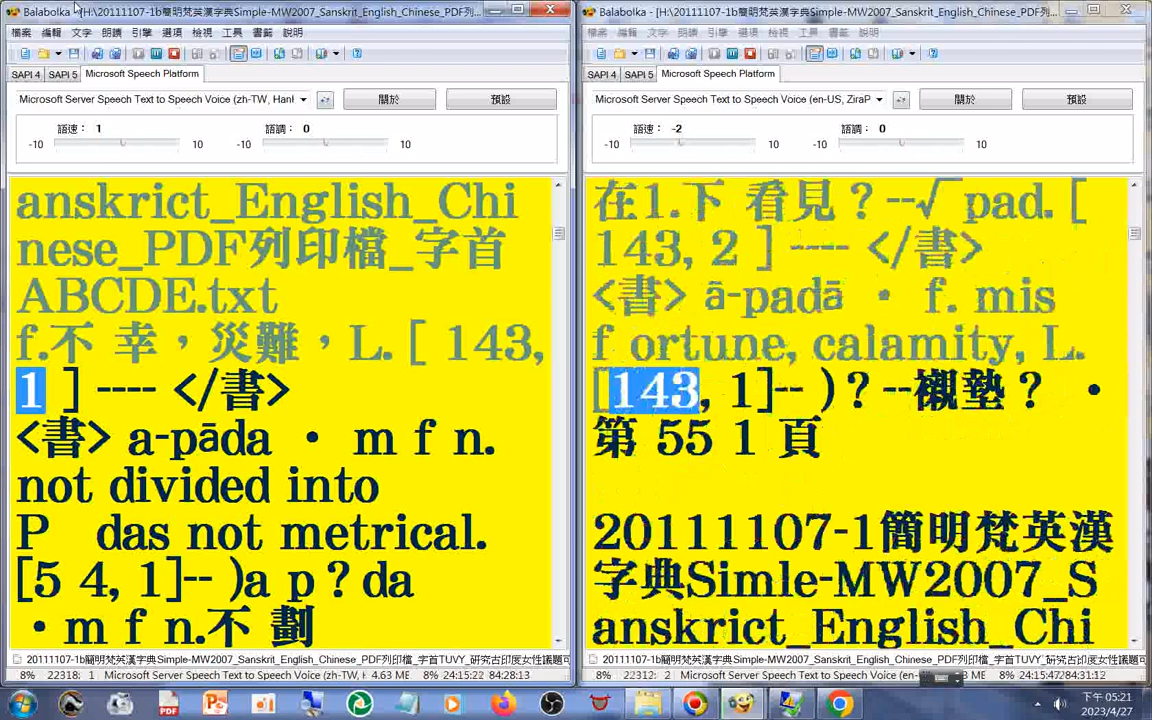 Balabolka - [H:\20111107-1b簡明梵英漢字典Simple-MW2007_Sanskrit_English_Chinese_PDF列...
檔案 編輯 文字 朗讀 引擎 選項 檢視 工具 書籤 說明
SAPI 4 SAPI 5 Microsoft Speech Platform
Microsoft Server Speech Text to Speech Voice (zh-TW, Hanl
關於
預設
語速： 1
語調： 0
-10 10 -10 10
anskrict_English_Chi
nese_PDF列印檔_字首
ABCDE.txt
f.不 幸，災難，L. [ 143,
1 ] ---- </書>
<書> a-pāda ・ m f n.
not divided into
P das not metrical.
[5 4, 1]-- )a p？da
・m f n.不 劃
20111107-1b簡明梵英漢字典Simple-MW2007_Sanskrit_English_Chinese_PDF列印檔_字首TUVY_研究古印度女性議題可
8% 22318: 1 Microsoft Server Speech Text to Speech Voice (zh-TW, H 4.63 ME 8% 24:15:22 84:28:13
Balabolka - [H:\20111107-1b簡明梵英漢字典Simple-MW2007_Sanskrit_English_Chinese_PDF列...
檔案 編輯 文字 朗讀 引擎 選項 檢視 工具 書籤 說明
SAPI 4 SAPI 5 Microsoft Speech Platform
Microsoft Server Speech Text to Speech Voice (en-US, ZiraP
關於
預設
語速： -2
語調： 0
-10 10 -10 10
在1.下 看見？--√ pad. [
143, 2 ] ---- </書>
<書> ā-padā ・ f. mis
f ortune, calamity, L.
[143, 1]-- )？--襯墊？ ・
第 55 1 頁
20111107-1簡明梵英漢
字典Simle-MW2007_S
anskrict_English_Chi
20111107-1b簡明梵英漢字典Simple-MW2007_Sanskrit_English_Chinese_PDF列印檔_字首TUVY_研究古印度女性議題可
8% 22312: 2 Microsoft Server Speech Text to Speech Voice (en-US, Z 8% 24:15:47 84:31:12
PDF
下午 05:21
2023/4/27